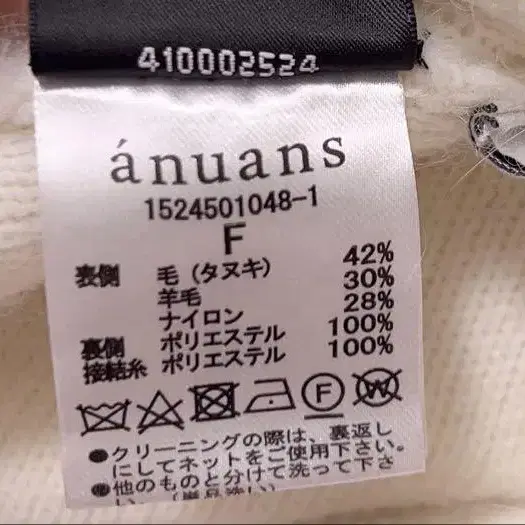 410002524
ánuans
1524501048-1
F
表側 毛（タヌキ） 42%
羊毛 30%
ナイロン 28%
裏側 ポリエステル 100%
接結糸 ポリエステル 100%
F W
●クリーニングの際は、裏返し
にしてネットをご使用下さい。
●他のものと分けて洗って下さ
い。